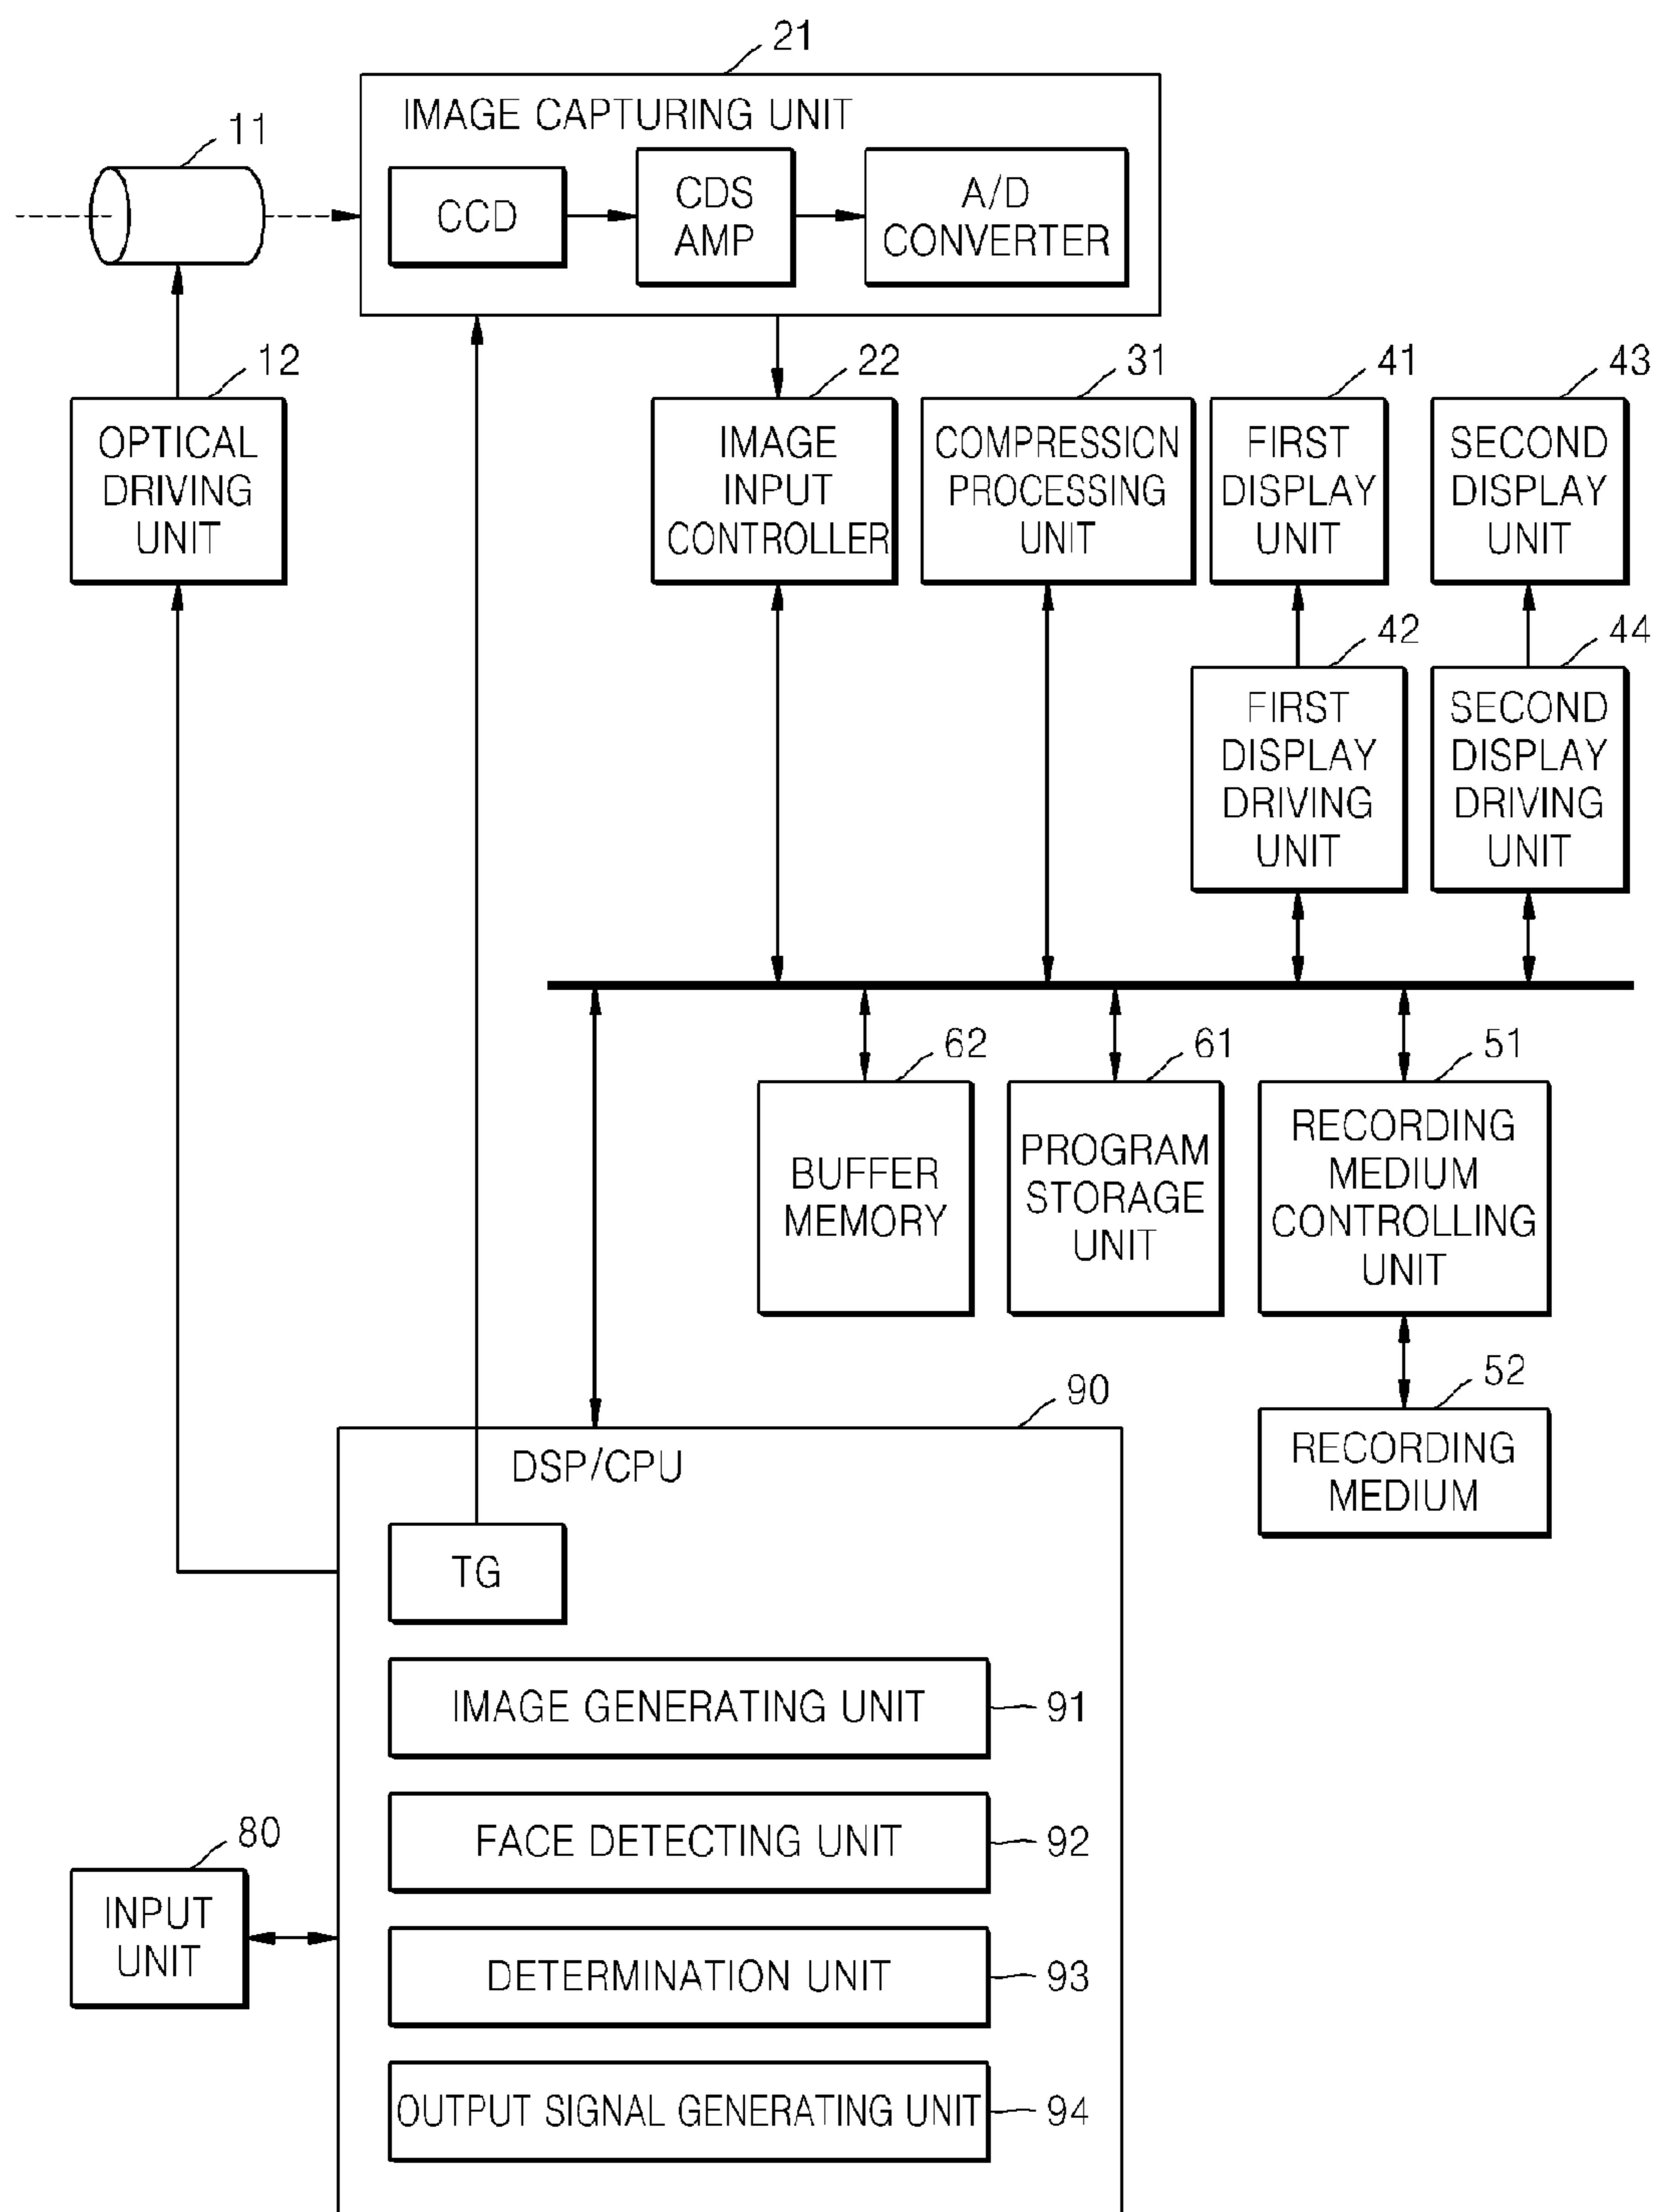 21
IMAGE CAPTURING UNIT
11
CCD
CDS
AMP
A/D
CONVERTER
12
OPTICAL
DRIVING
UNIT
22
IMAGE
INPUT
CONTROLLER
31
COMPRESSION
PROCESSING
UNIT
41
FIRST
DISPLAY
UNIT
43
SECOND
DISPLAY
UNIT
42
FIRST
DISPLAY
DRIVING
UNIT
44
SECOND
DISPLAY
DRIVING
UNIT
62
BUFFER
MEMORY
61
PROGRAM
STORAGE
UNIT
51
RECORDING
MEDIUM
CONTROLLING
UNIT
52
RECORDING
MEDIUM
90
DSP/CPU
TG
IMAGE GENERATING UNIT
91
FACE DETECTING UNIT
92
80
INPUT
UNIT
DETERMINATION UNIT
93
OUTPUT SIGNAL GENERATING UNIT
94